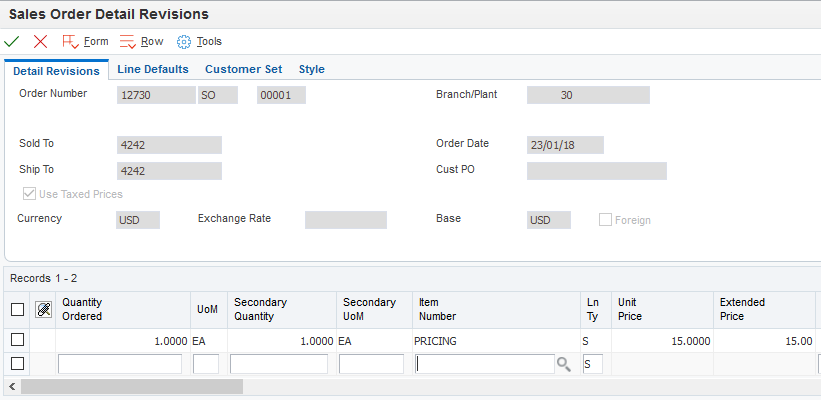 Sales Order Detail Revisions
Form Row Tools
Detail Revisions Line Defaults Customer Set Style
Order Number 12730 SO 00001 Branch/Plant 30
Sold To 4242 Order Date 23/01/18
Ship To 4242 Cust PO
Use Taxed Prices
Currency USD Exchange Rate Base USD Foreign
Records 1 - 2
Quantity Ordered UoM Secondary Quantity Secondary UoM Item Number Ln Ty Unit Price Extended Price
1.0000 EA 1.0000 EA PRICING S 15.0000 15.00
S